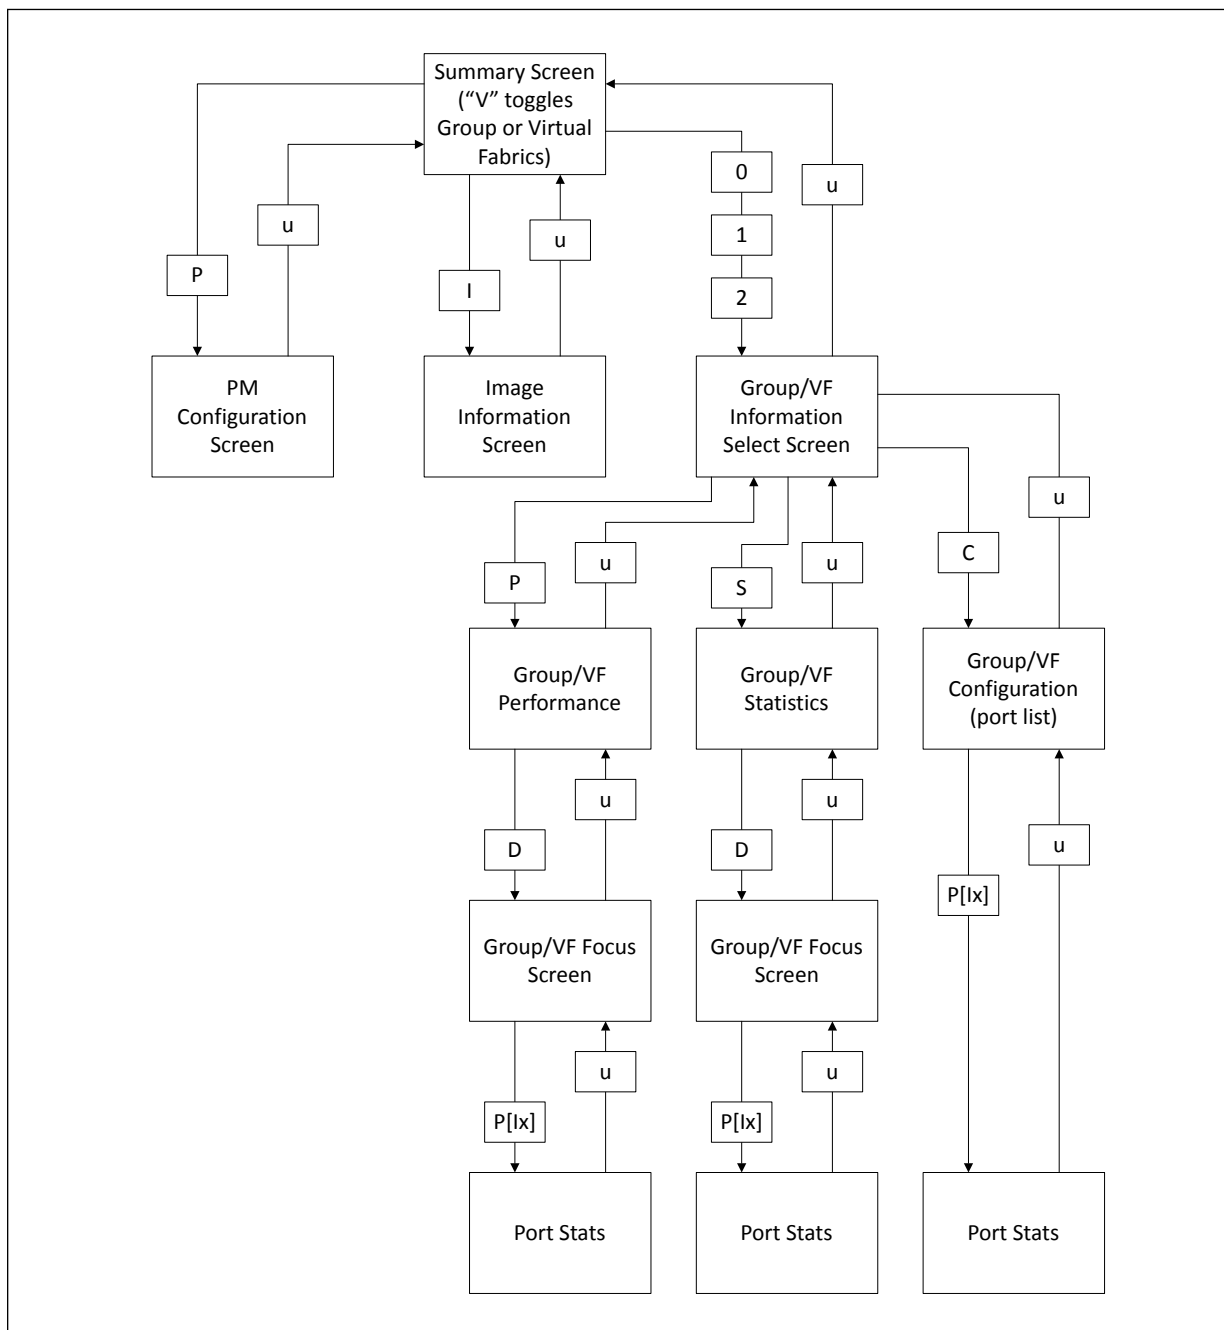 Summary Screen
(“V” toggles
Group or Virtual
Fabrics)
0
u
u
u
1
P
I
2
PM
Configuration
Screen
Image
Information
Screen
Group/VF
Information
Select Screen
u
u
u
C
P
S
Group/VF
Performance
Group/VF
Statistics
Group/VF
Configuration
(port list)
u
u
u
D
D
P[Ix]
Group/VF Focus
Screen
Group/VF Focus
Screen
u
u
P[Ix]
P[Ix]
Port Stats
Port Stats
Port Stats